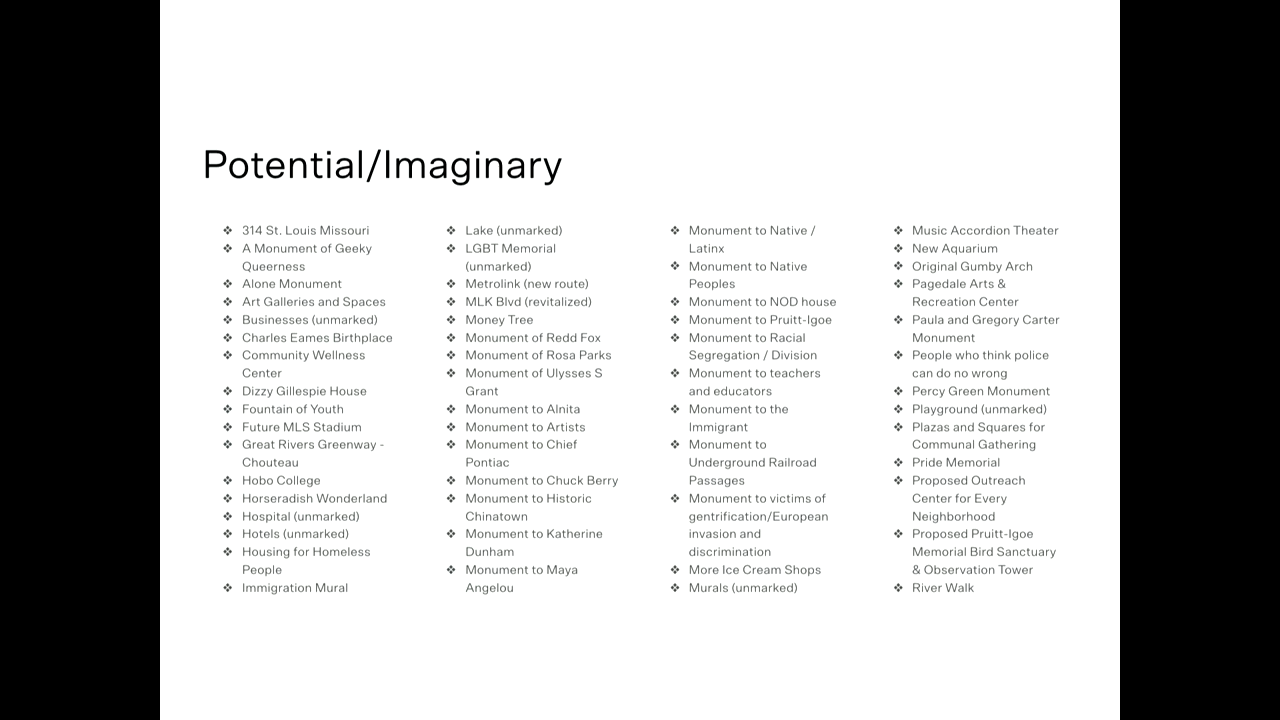 Potential/Imaginary
❖ 314 St. Louis Missouri
❖ A Monument of Geeky
Queerness
❖ Alone Monument
❖ Art Galleries and Spaces
❖ Businesses (unmarked)
❖ Charles Eames Birthplace
❖ Community Wellness
Center
❖ Dizzy Gillespie House
❖ Fountain of Youth
❖ Future MLS Stadium
❖ Great Rivers Greenway -
Chouteau
❖ Hobo College
❖ Horseradish Wonderland
❖ Hospital (unmarked)
❖ Hotels (unmarked)
❖ Housing for Homeless
People
❖ Immigration Mural
❖ Lake (unmarked)
❖ LGBT Memorial
(unmarked)
❖ Metrolink (new route)
❖ MLK Blvd (revitalized)
❖ Money Tree
❖ Monument of Redd Fox
❖ Monument of Rosa Parks
❖ Monument of Ulysses S
Grant
❖ Monument to Alnita
❖ Monument to Artists
❖ Monument to Chief
Pontiac
❖ Monument to Chuck Berry
❖ Monument to Historic
Chinatown
❖ Monument to Katherine
Dunham
❖ Monument to Maya
Angelou
❖ Monument to Native /
Latinx
❖ Monument to Native
Peoples
❖ Monument to NOD house
❖ Monument to Pruitt-Igoe
❖ Monument to Racial
Segregation / Division
❖ Monument to teachers
and educators
❖ Monument to the
Immigrant
❖ Monument to
Underground Railroad
Passages
❖ Monument to victims of
gentrification/European
invasion and
discrimination
❖ More Ice Cream Shops
❖ Murals (unmarked)
❖ Music Accordion Theater
❖ New Aquarium
❖ Original Gumby Arch
❖ Pagedale Arts &
Recreation Center
❖ Paula and Gregory Carter
Monument
❖ People who think police
can do no wrong
❖ Percy Green Monument
❖ Playground (unmarked)
❖ Plazas and Squares for
Communal Gathering
❖ Pride Memorial
❖ Proposed Outreach
Center for Every
Neighborhood
❖ Proposed Pruitt-Igoe
Memorial Bird Sanctuary
& Observation Tower
❖ River Walk